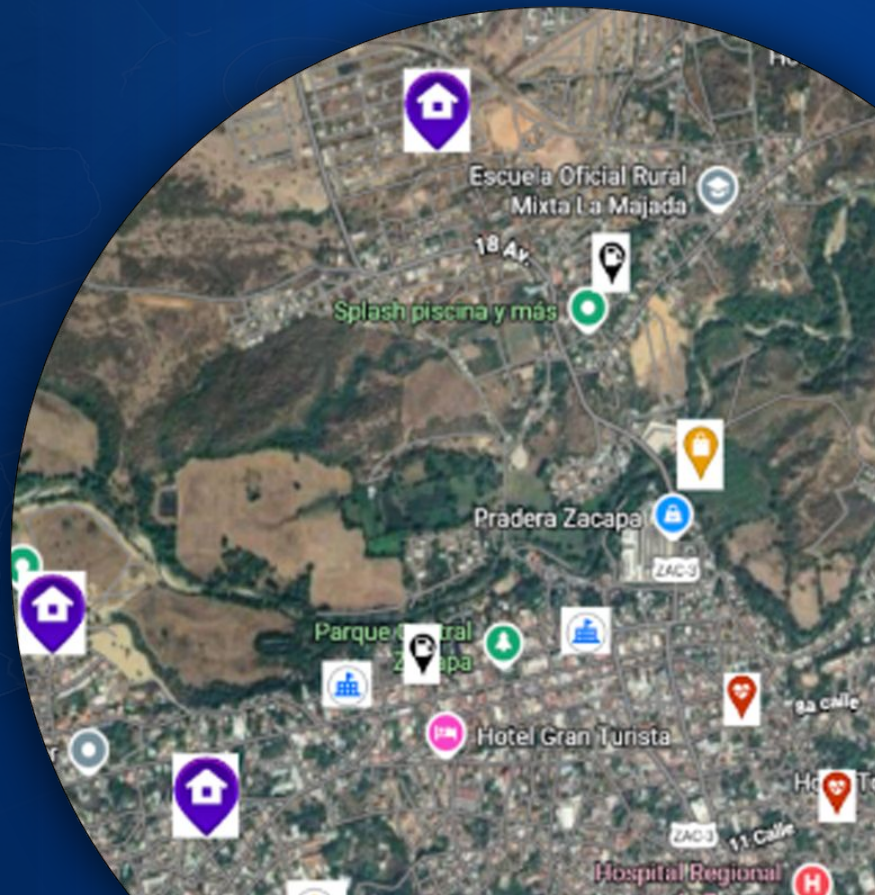 Escuela Oficial Rural
Mixta La Majada
18 Av.
Splash piscina y más
Pradera Zacapa
ZAC-3
Parque
8a calle
Hotel Gran Turista
ZAC-3
11 Calle
Hospital Regional
H